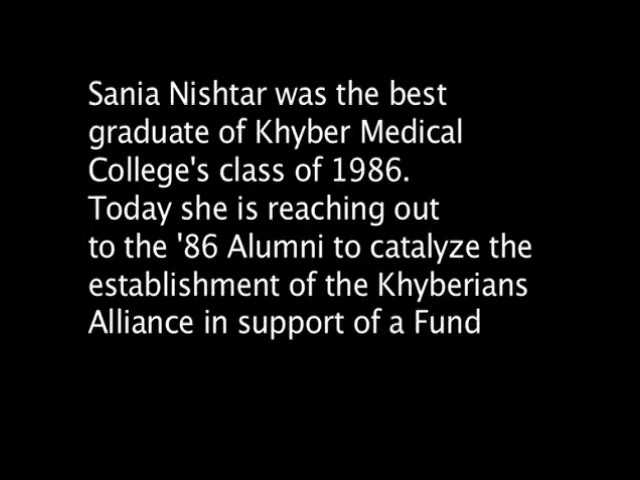 Sania Nishtar was the best
graduate of Khyber Medical
College's class of 1986.
Today she is reaching out
to the '86 Alumni to catalyze the
establishment of the Khyberians
Alliance in support of a Fund